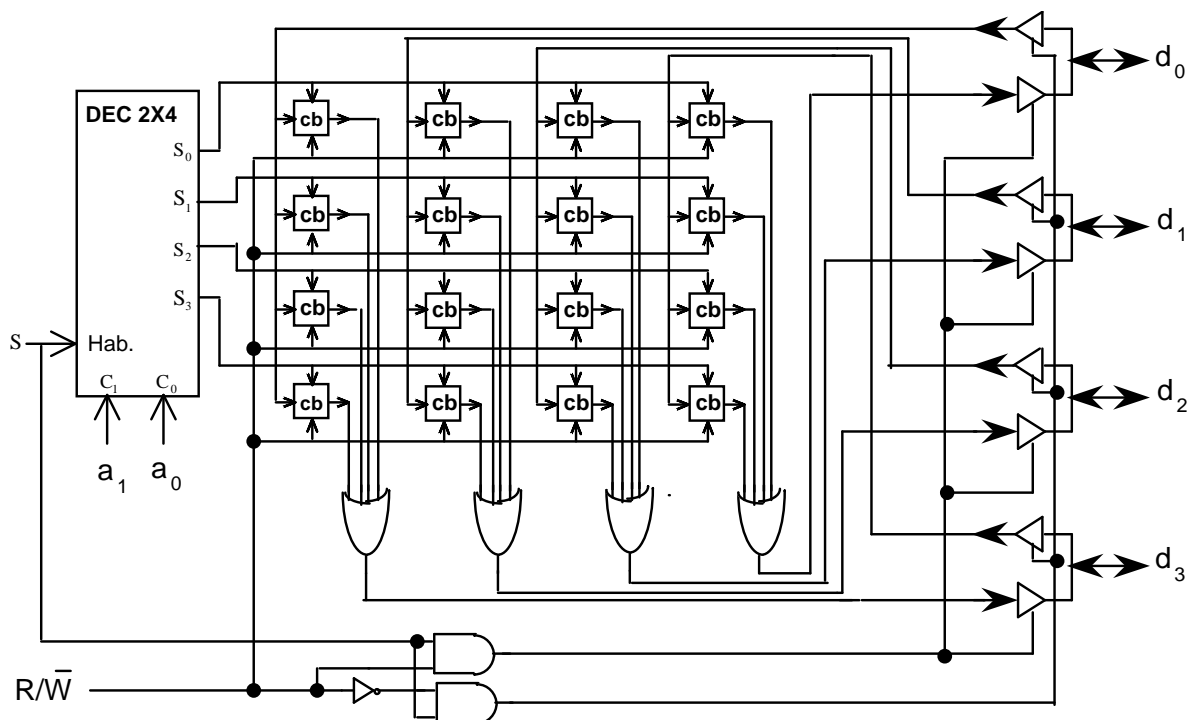 DEC 2X4
S₀
S₁
S₂
S₃
S
Hab.
C₁ C₀
a₁ a₀
cb cb cb cb
cb cb cb cb
cb cb cb cb
cb cb cb cb
d₀
d₁
d₂
d₃
R/W̅